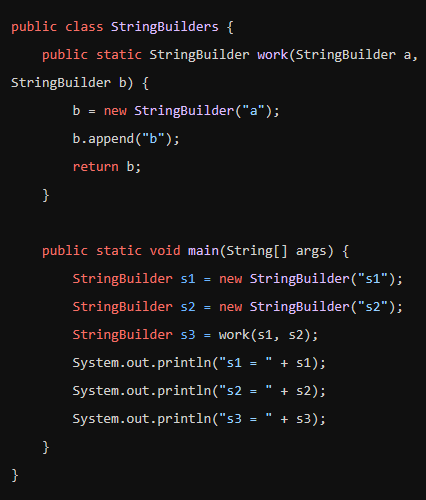 public class StringBuilders {
    public static StringBuilder work(StringBuilder a,
StringBuilder b) {
        b = new StringBuilder("a");
        b.append("b");
        return b;
    }

    public static void main(String[] args) {
        StringBuilder s1 = new StringBuilder("s1");
        StringBuilder s2 = new StringBuilder("s2");
        StringBuilder s3 = work(s1, s2);
        System.out.println("s1 = " + s1);
        System.out.println("s2 = " + s2);
        System.out.println("s3 = " + s3);
    }
}